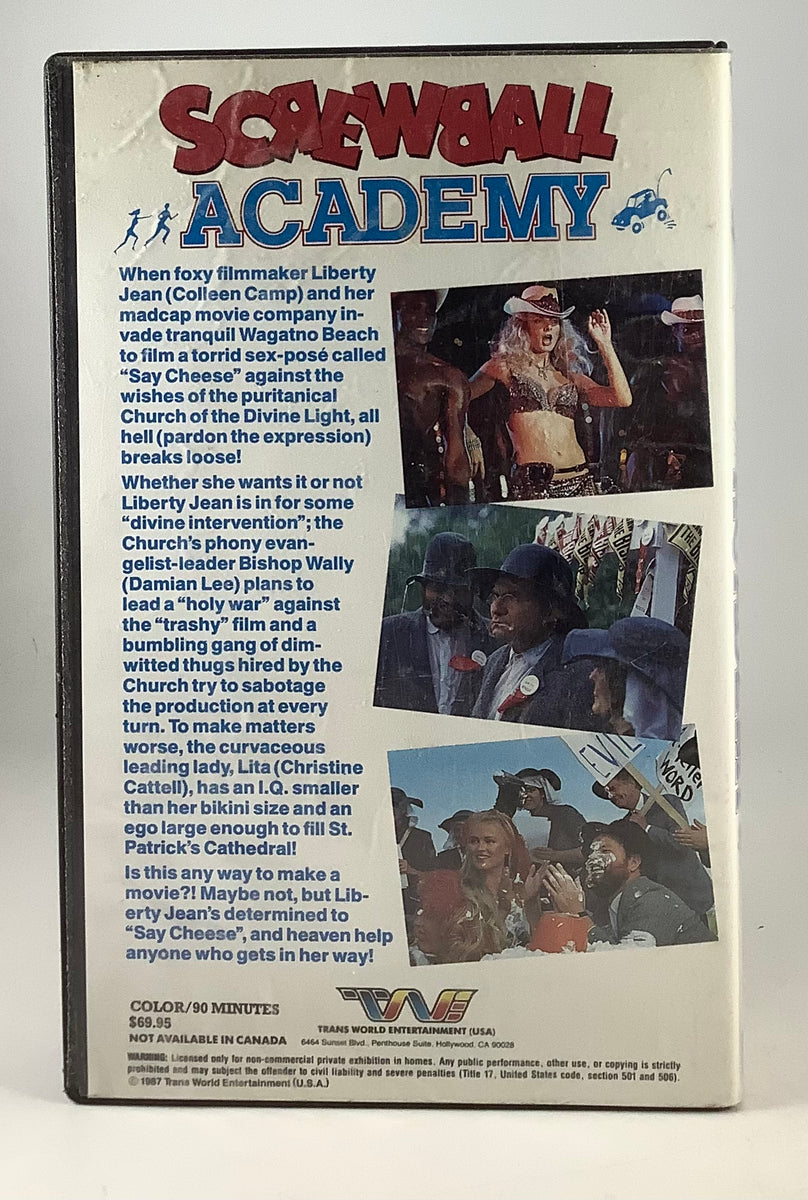 SCREWBALL
ACADEMY
When foxy filmmaker Liberty
Jean (Colleen Camp) and her
madcap movie company in-
vade tranquil Wagatno Beach
to film a torrid sex-posé called
“Say Cheese” against the
wishes of the puritanical
Church of the Divine Light, all
hell (pardon the expression)
breaks loose!
Whether she wants it or not
Liberty Jean is in for some
“divine intervention”; the
Church’s phony evan-
gelist-leader Bishop Wally
(Damian Lee) plans to
lead a “holy war” against
the “trashy” film and a
bumbling gang of dim-
witted thugs hired by the
Church try to sabotage
the production at every
turn. To make matters
worse, the curvaceous
leading lady, Lita (Christine
Cattell), has an I.Q. smaller
than her bikini size and an
ego large enough to fill St.
Patrick’s Cathedral!
Is this any way to make a
movie?! Maybe not, but Lib-
erty Jean’s determined to
“Say Cheese”, and heaven help
anyone who gets in her way!
EVIL
WORD
COLOR/90 MINUTES
$69.95
NOT AVAILABLE IN CANADA
TWE
TRANS WORLD ENTERTAINMENT (USA)
6464 Sunset Blvd., Penthouse Suite, Hollywood, CA 90028
WARNING: Licensed only for non-commercial private exhibition in homes. Any public performance, other use, or copying is strictly
prohibited and may subject the offender to civil liability and severe penalties (Title 17, United States code, section 501 and 506).
© 1987 Trans World Entertainment (U.S.A.)